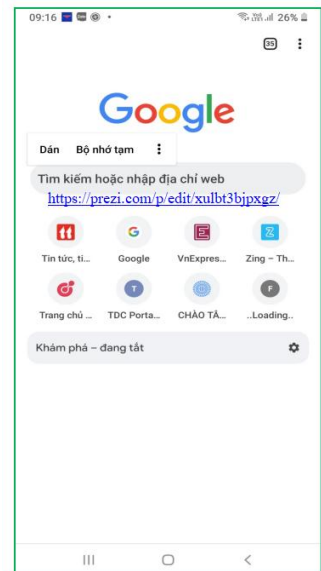 09:16
26%
35
Google
Dán Bộ nhớ tạm
Tìm kiếm hoặc nhập địa chỉ web
https://prezi.com/p/edit/xulbt3bjpxgz/
Tin tức, ti... Google VnExpres... Zing – Th...
Trang chủ ... TDC Porta... CHÀO TÂ... ..Loading..
Khám phá – đang tắt